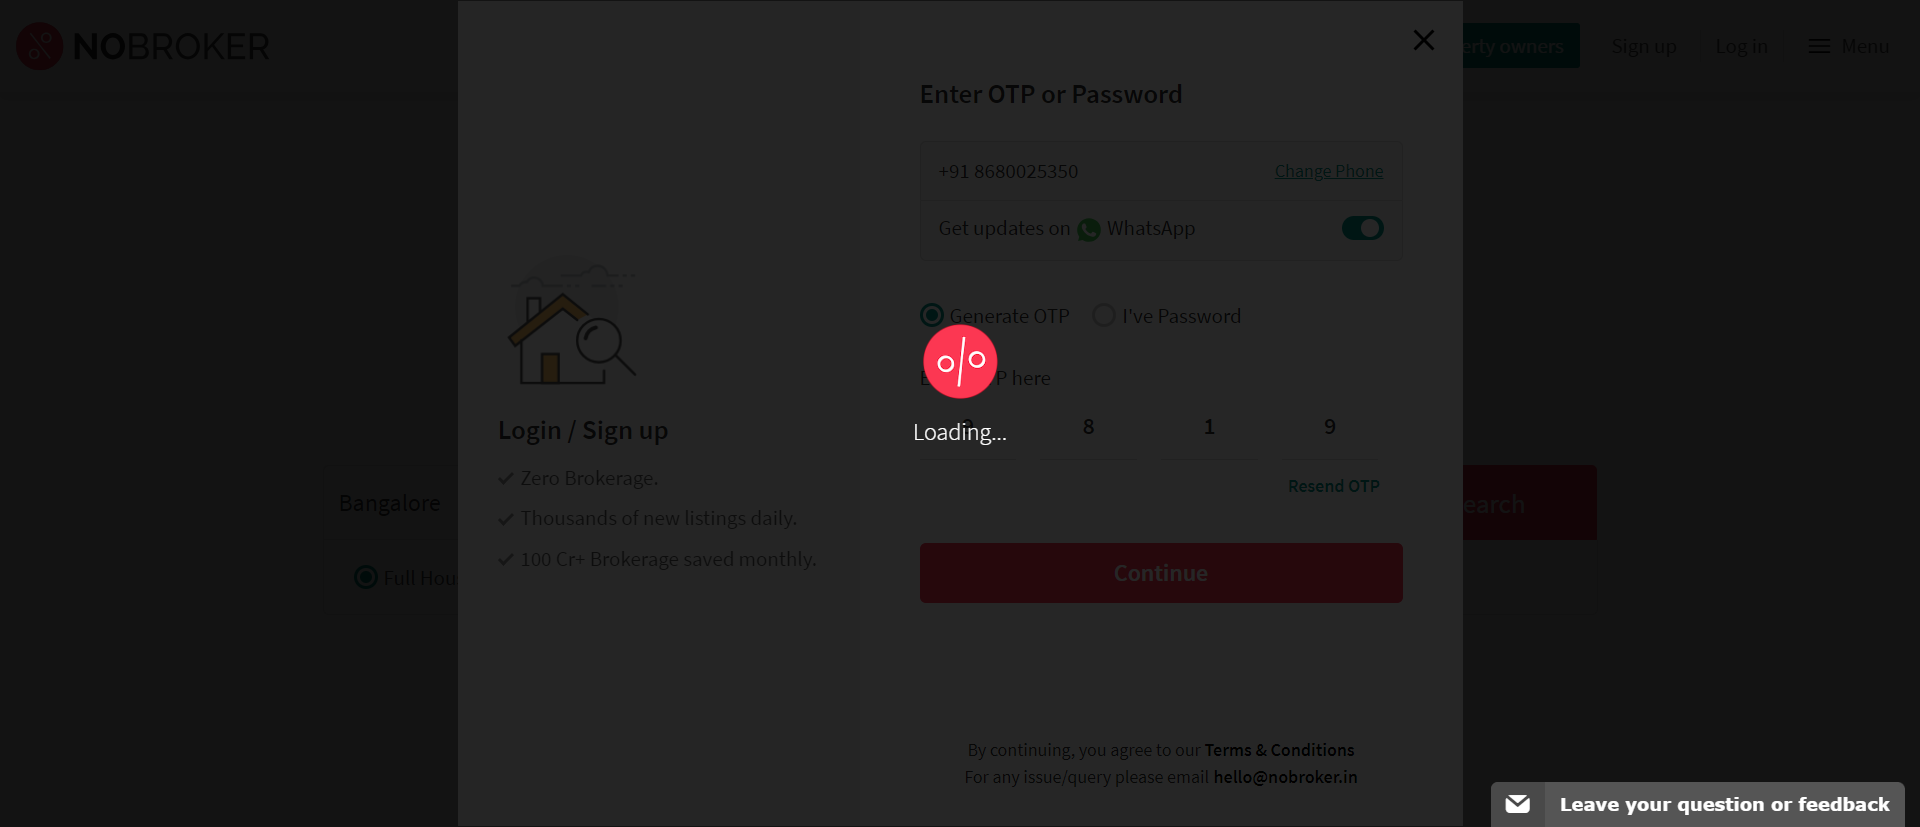 NOBROKER
erty owners
Sign up
Log in
Menu
Enter OTP or Password
+91 8680025350
Change Phone
Get updates on WhatsApp
Generate OTP
I've Password
P here
Loading...
8
1
9
Resend OTP
Continue
Login / Sign up
Zero Brokerage.
Thousands of new listings daily.
100 Cr+ Brokerage saved monthly.
Bangalore
Full Hou
earch
By continuing, you agree to our Terms & Conditions
For any issue/query please email hello@nobroker.in
Leave your question or feedback